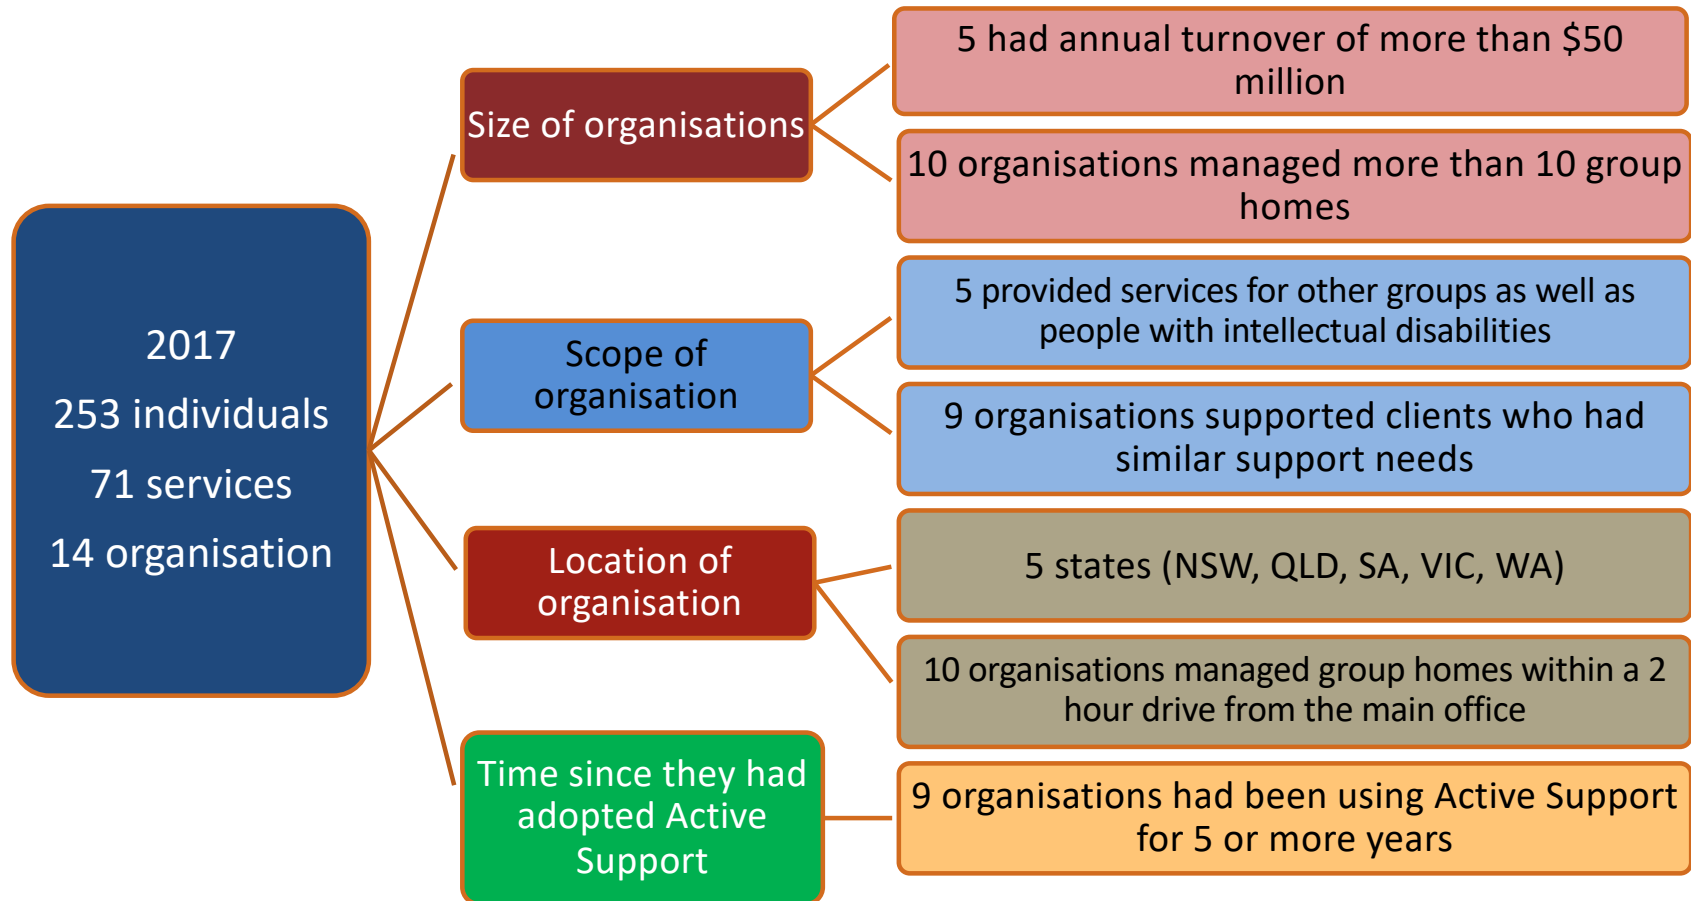 2017
253 individuals
71 services
14 organisation
Size of organisations
5 had annual turnover of more than $50
million
10 organisations managed more than 10 group
homes
Scope of
organisation
5 provided services for other groups as well as
people with intellectual disabilities
9 organisations supported clients who had
similar support needs
Location of
organisation
5 states (NSW, QLD, SA, VIC, WA)
10 organisations managed group homes within a 2
hour drive from the main office
Time since they had
adopted Active
Support
9 organisations had been using Active Support
for 5 or more years